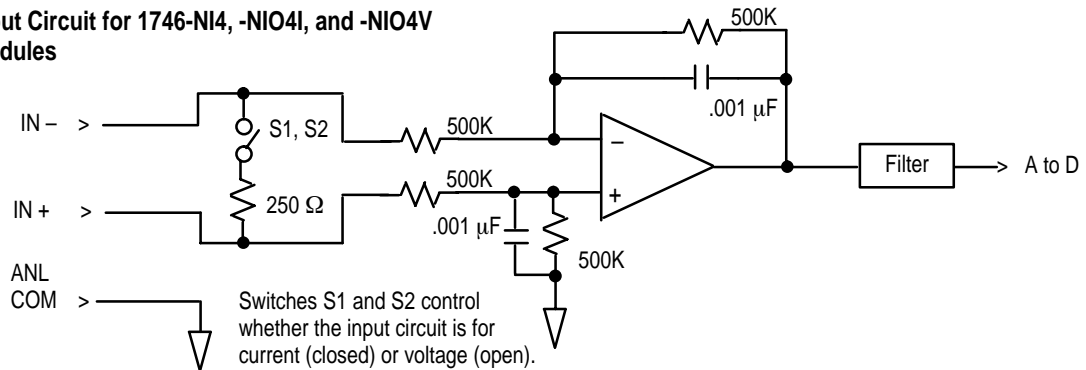 out Circuit for 1746-NI4, -NIO4I, and -NIO4V
dules
500K
.001 μF
IN –
>
S1, S2
500K
–
Filter
> A to D
500K
+
IN +
>
250 Ω
.001 μF
500K
ANL
COM
>
Switches S1 and S2 control
whether the input circuit is for
current (closed) or voltage (open).